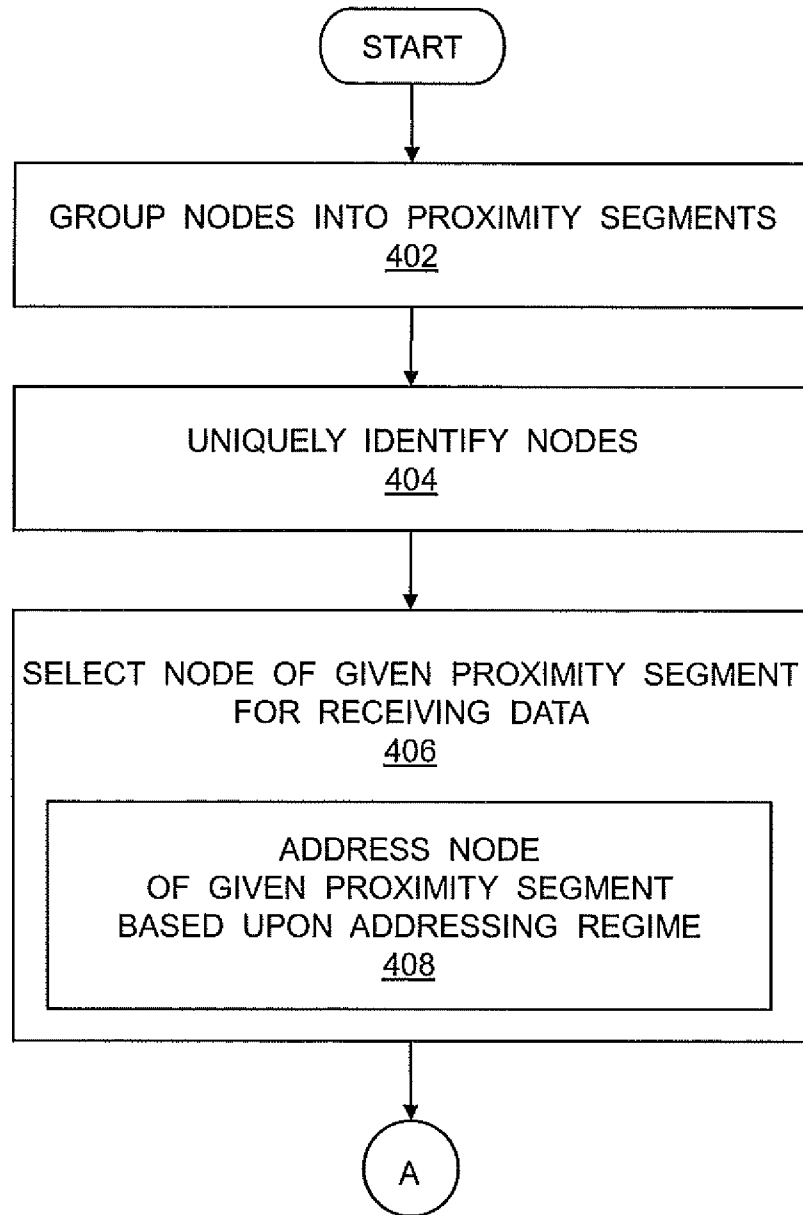 START
GROUP NODES INTO PROXIMITY SEGMENTS
402
UNIQUELY IDENTIFY NODES
404
SELECT NODE OF GIVEN PROXIMITY SEGMENT
FOR RECEIVING DATA
406
ADDRESS NODE
OF GIVEN PROXIMITY SEGMENT
BASED UPON ADDRESSING REGIME
408
A